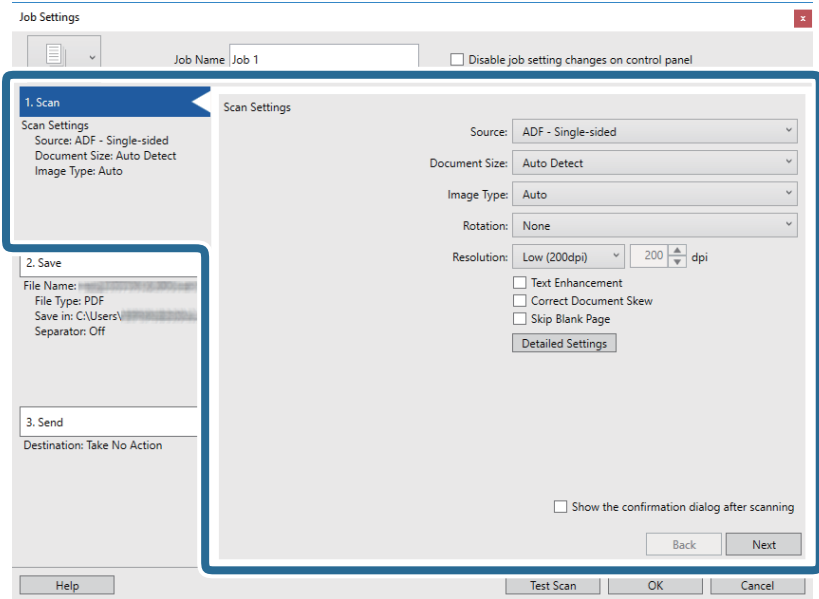 Job Settings
Job Name Job 1 Disable job setting changes on control panel
1. Scan
Scan Settings
Source: ADF - Single-sided
Document Size: Auto Detect
Image Type: Auto
2. Save
File Name:
File Type: PDF
Save in: C:\Users\
Separator: Off
3. Send
Destination: Take No Action
Scan Settings
Source: ADF - Single-sided
Document Size: Auto Detect
Image Type: Auto
Rotation: None
Resolution: Low (200dpi) 200 dpi
Text Enhancement
Correct Document Skew
Skip Blank Page
Detailed Settings
Show the confirmation dialog after scanning
Back Next
Help Test Scan OK Cancel